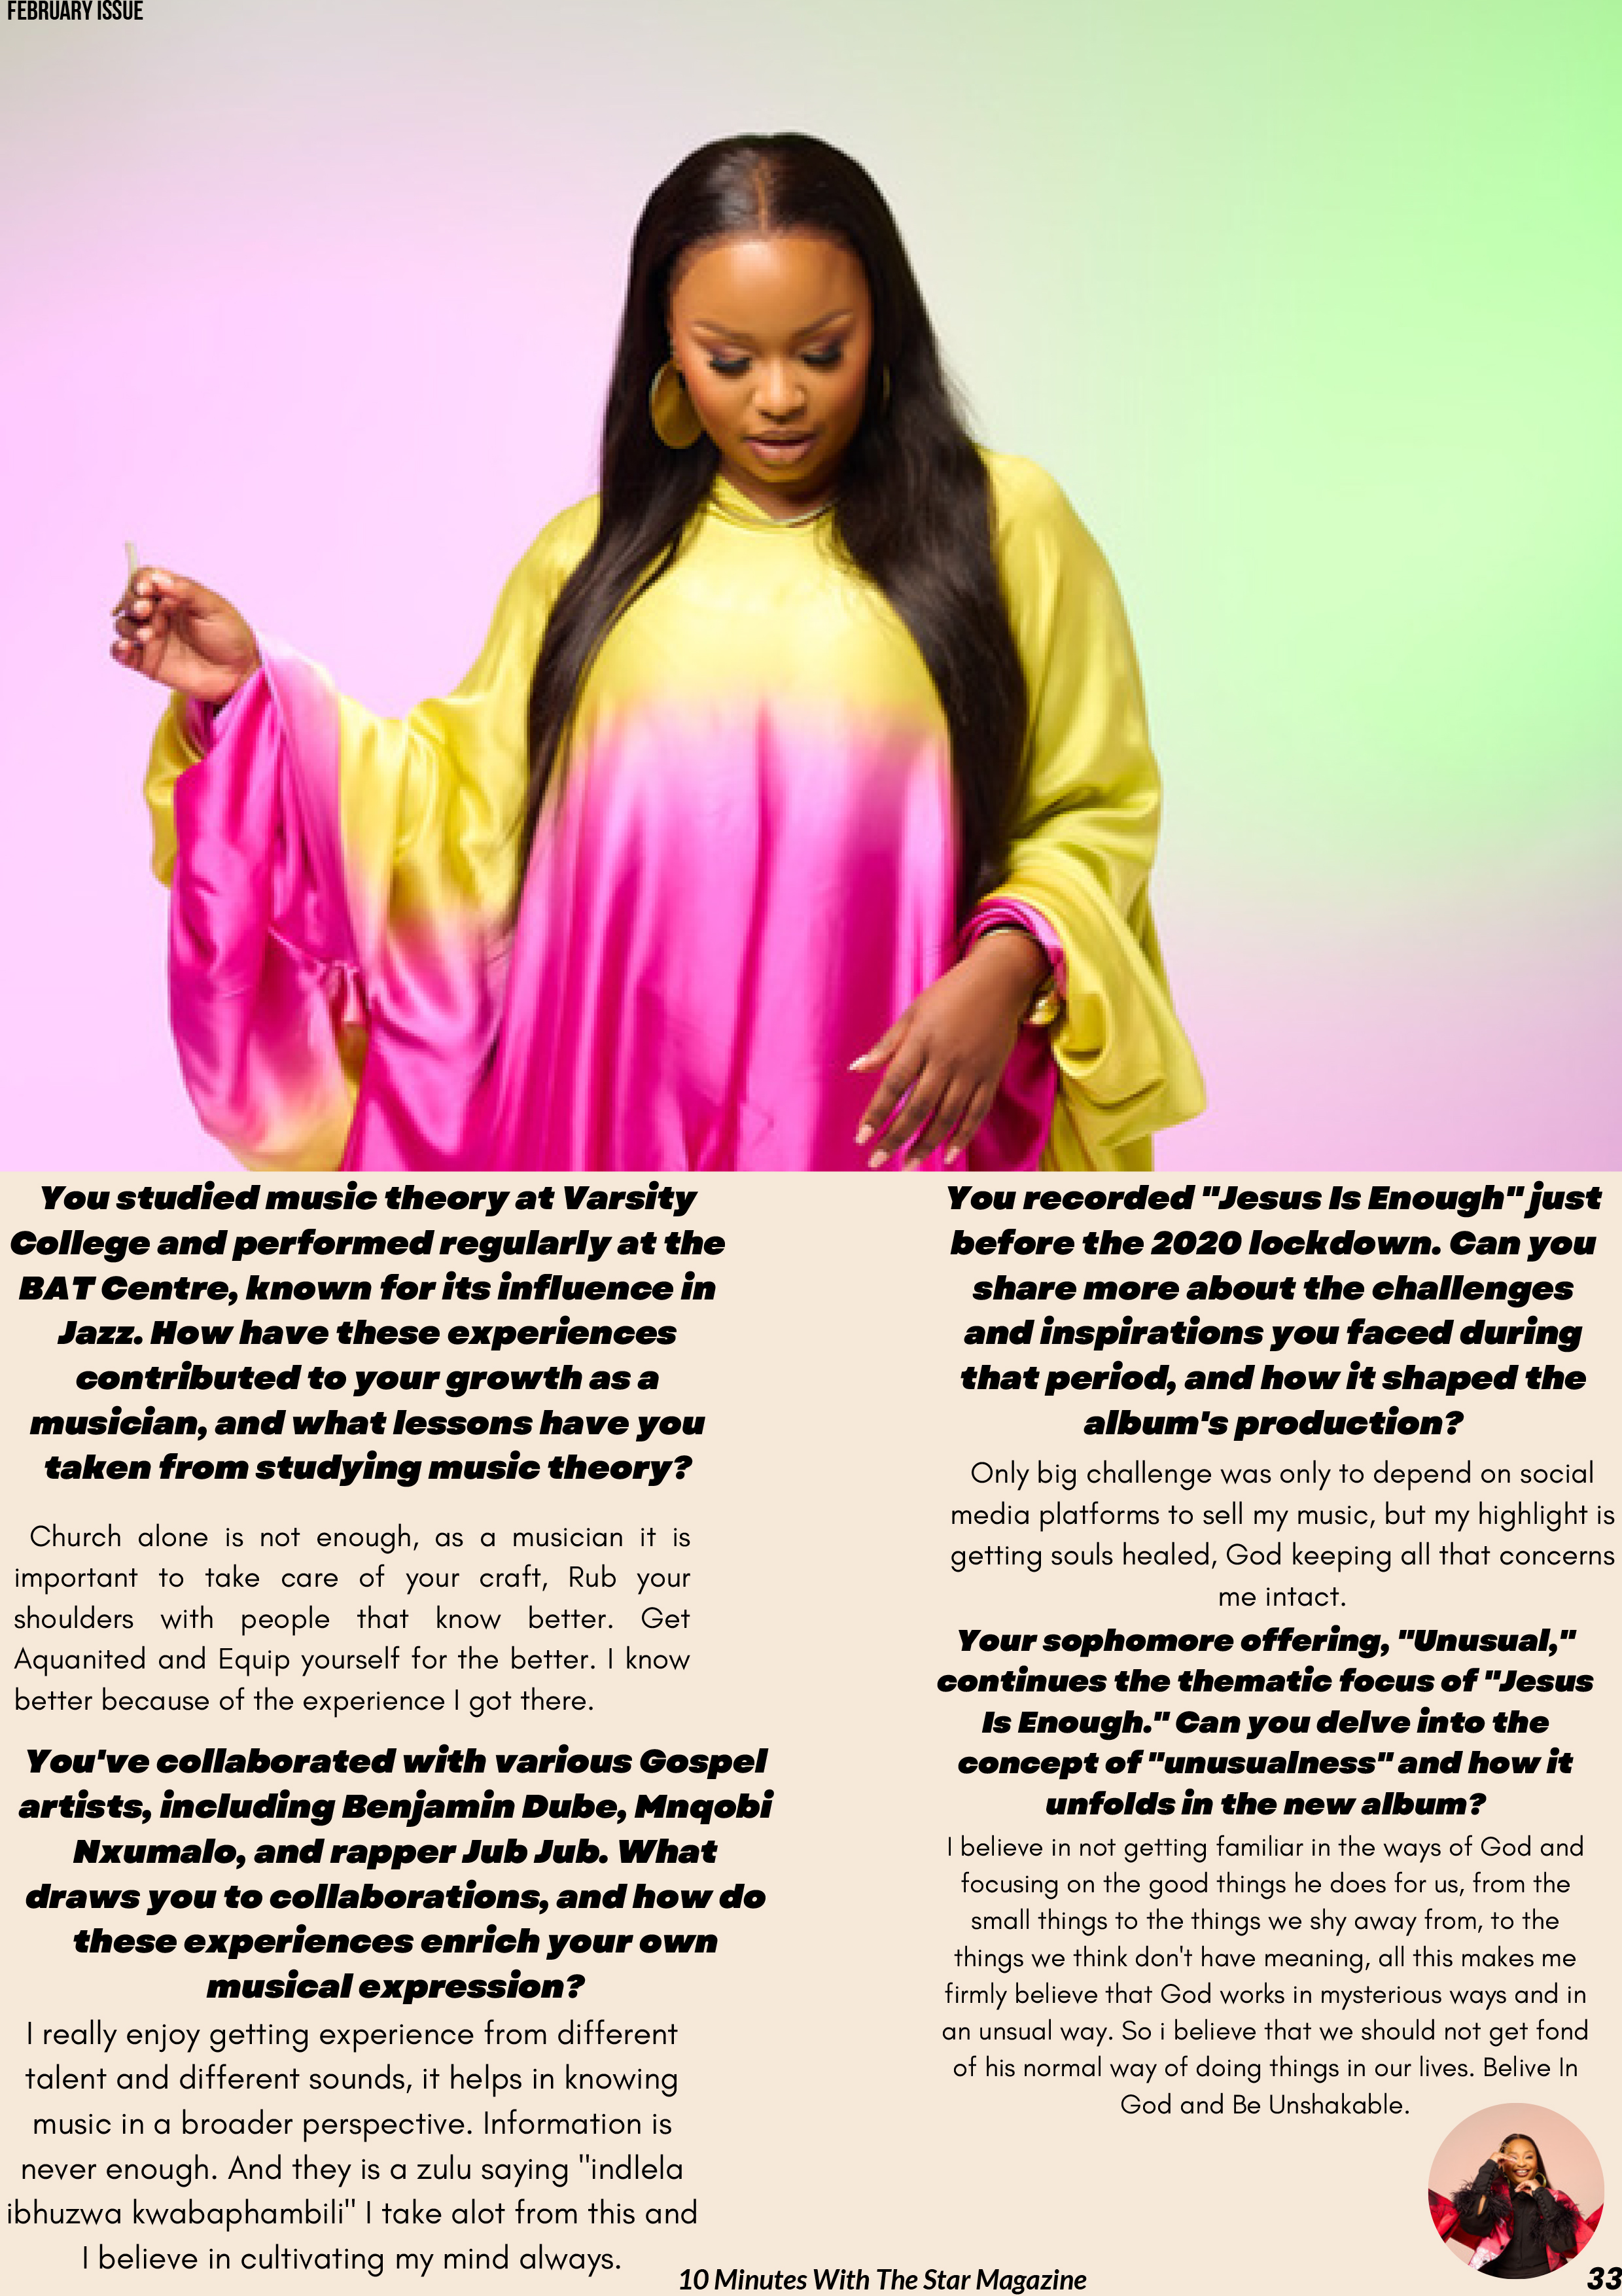 FEBRUARY ISSUE
You studied music theory at Varsity
College and performed regularly at the
BAT Centre, known for its influence in
Jazz. How have these experiences
contributed to your growth as a
musician, and what lessons have you
taken from studying music theory?
Church alone is not enough, as a musician it is
important to take care of your craft, Rub your
shoulders with people that know better. Get
Aquanited and Equip yourself for the better. I know
better because of the experience I got there.
You've collaborated with various Gospel
artists, including Benjamin Dube, Mnqobi
Nxumalo, and rapper Jub Jub. What
draws you to collaborations, and how do
these experiences enrich your own
musical expression?
I really enjoy getting experience from different
talent and different sounds, it helps in knowing
music in a broader perspective. Information is
never enough. And they is a zulu saying "indlela
ibhuzwa kwabaphambili" I take alot from this and
I believe in cultivating my mind always.
You recorded "Jesus Is Enough" just
before the 2020 lockdown. Can you
share more about the challenges
and inspirations you faced during
that period, and how it shaped the
album's production?
Only big challenge was only to depend on social
media platforms to sell my music, but my highlight is
getting souls healed, God keeping all that concerns
me intact.
Your sophomore offering, "Unusual,"
continues the thematic focus of "Jesus
Is Enough." Can you delve into the
concept of "unusualness" and how it
unfolds in the new album?
I believe in not getting familiar in the ways of God and
focusing on the good things he does for us, from the
small things to the things we shy away from, to the
things we think don't have meaning, all this makes me
firmly believe that God works in mysterious ways and in
an unsual way. So i believe that we should not get fond
of his normal way of doing things in our lives. Belive In
God and Be Unshakable.
10 Minutes With The Star Magazine
33